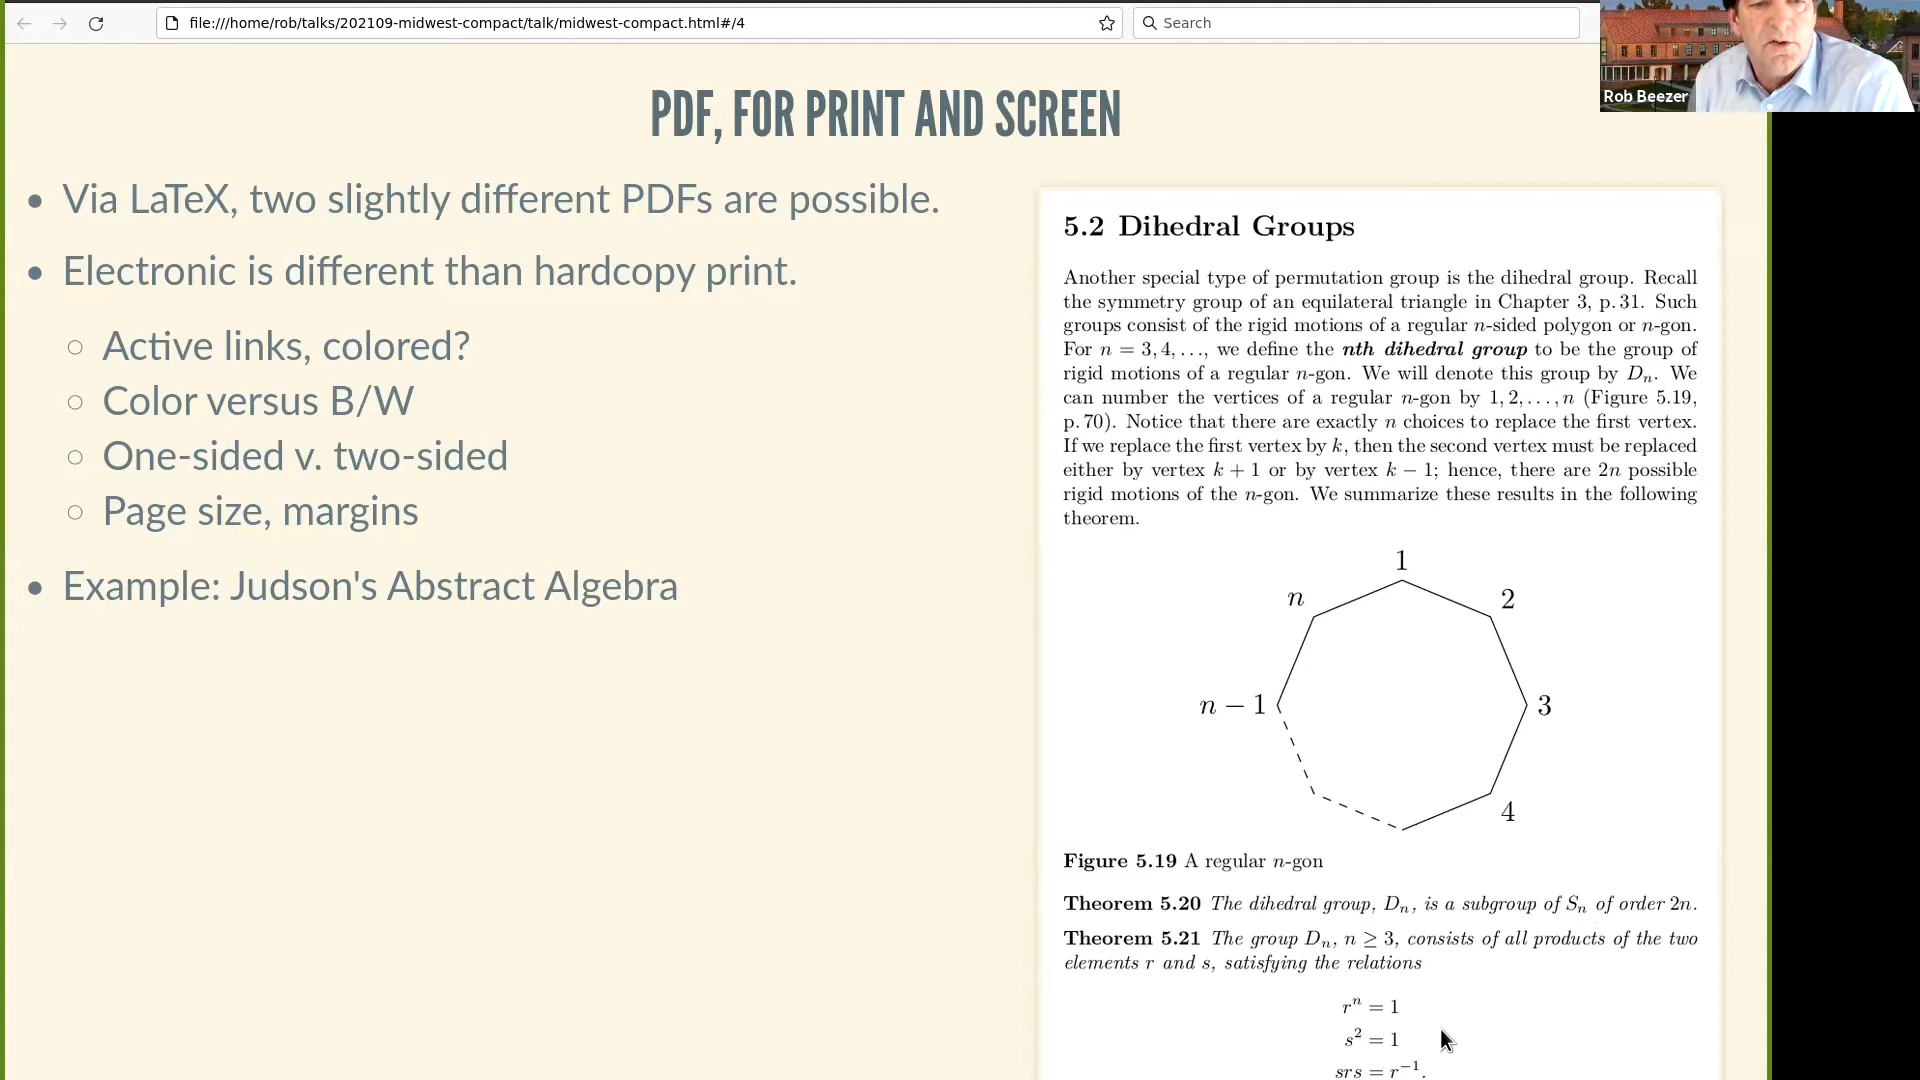 file:///home/rob/talks/202109-midwest-compact/talk/midwest-compact.html#/4
Search
Rob Beezer
PDF, FOR PRINT AND SCREEN
• Via LaTeX, two slightly different PDFs are possible.
• Electronic is different than hardcopy print.
○ Active links, colored?
○ Color versus B/W
○ One-sided v. two-sided
○ Page size, margins
• Example: Judson's Abstract Algebra
5.2 Dihedral Groups
Another special type of permutation group is the dihedral group. Recall
the symmetry group of an equilateral triangle in Chapter 3, p. 31. Such
groups consist of the rigid motions of a regular n-sided polygon or n-gon.
For n = 3, 4, . . ., we define the nth dihedral group to be the group of
rigid motions of a regular n-gon. We will denote this group by Dₙ. We
can number the vertices of a regular n-gon by 1, 2, . . . , n (Figure 5.19,
p. 70). Notice that there are exactly n choices to replace the first vertex.
If we replace the first vertex by k, then the second vertex must be replaced
either by vertex k + 1 or by vertex k − 1; hence, there are 2n possible
rigid motions of the n-gon. We summarize these results in the following
theorem.
1
n
2
n − 1
3
4
Figure 5.19 A regular n-gon
Theorem 5.20 The dihedral group, Dₙ, is a subgroup of Sₙ of order 2n.
Theorem 5.21 The group Dₙ, n ≥ 3, consists of all products of the two
elements r and s, satisfying the relations
rⁿ = 1
s² = 1
srs = r⁻¹.